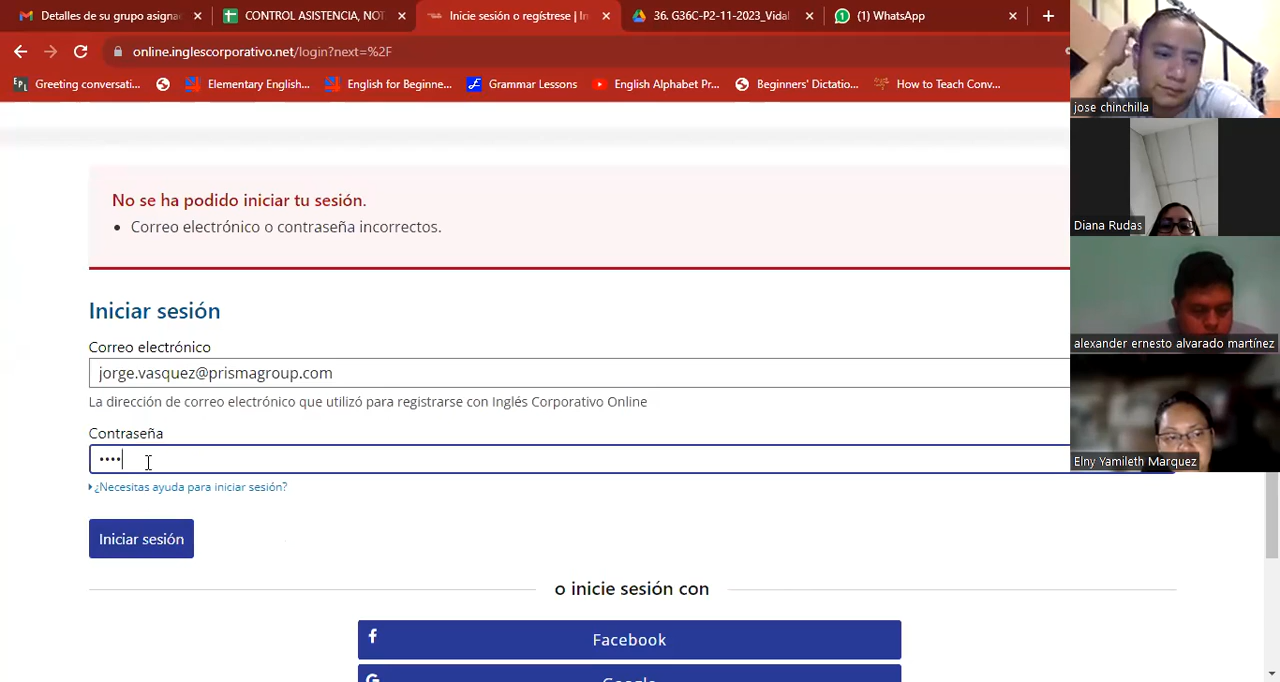 Detalles de su grupo asigna
CONTROL ASISTENCIA, NOT
Inicie sesión o regístrese | In
36. G36C-P2-11-2023_Vidal
(1) WhatsApp
online.inglescorporativo.net/login?next=%2F
Greeting conversati...
Elementary English...
English for Beginne...
Grammar Lessons
English Alphabet Pr...
Beginners' Dictatio...
How to Teach Conv...
jose chinchilla
Diana Rudas
alexander ernesto alvarado martínez
Elny Yamileth Marquez
No se ha podido iniciar tu sesión.
• Correo electrónico o contraseña incorrectos.
Iniciar sesión
Correo electrónico
jorge.vasquez@prismagroup.com
La dirección de correo electrónico que utilizó para registrarse con Inglés Corporativo Online
Contraseña
••••
¿Necesitas ayuda para iniciar sesión?
Iniciar sesión
o inicie sesión con
Facebook
Google